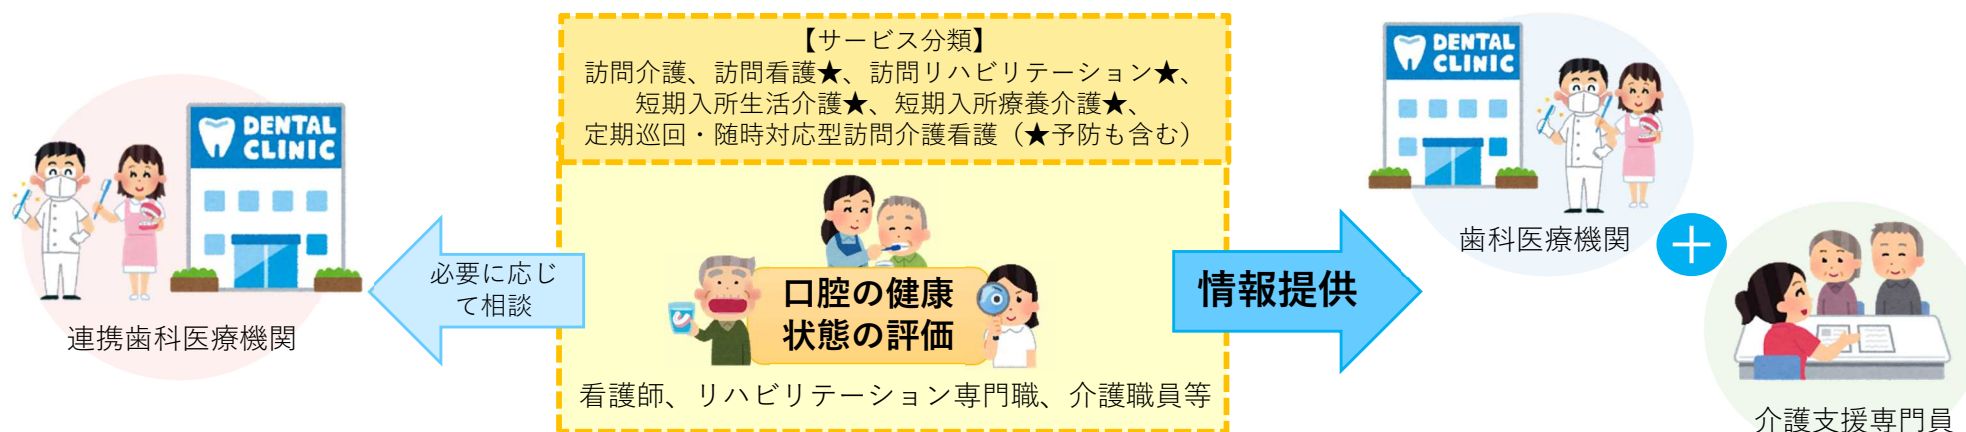 【サービス分類】
訪問介護、訪問看護★、訪問リハビリテーション★、
短期入所生活介護★、短期入所療養介護★、
定期巡回・随時対応型訪問介護看護（★予防も含む）
DENTAL
CLINIC
連携歯科医療機関
必要に応じ
て相談
口腔の健康
状態の評価
看護師、リハビリテーション専門職、介護職員等
情報提供
DENTAL
CLINIC
歯科医療機関
＋
介護支援専門員